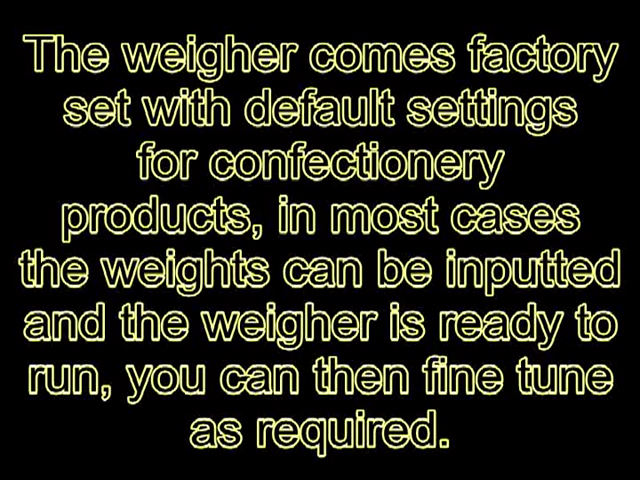 The weigher comes factory
set with default settings
for confectionery
products, in most cases
the weights can be inputted
and the weigher is ready to
run, you can then fine tune
as required.